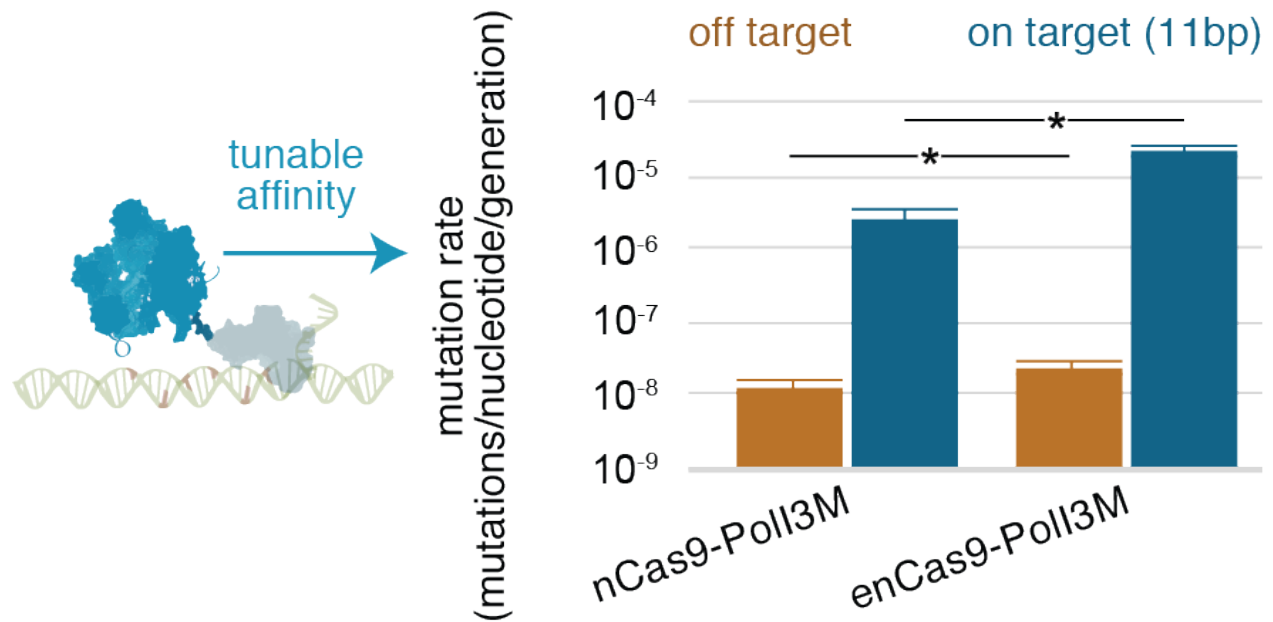 tunable
affinity
mutation rate
(mutations/nucleotide/generation)
off target
on target (11bp)
10-4
*
*
10-5
10-6
10-7
10-8
10-9
nCas9-PolI3M
enCas9-PolI3M